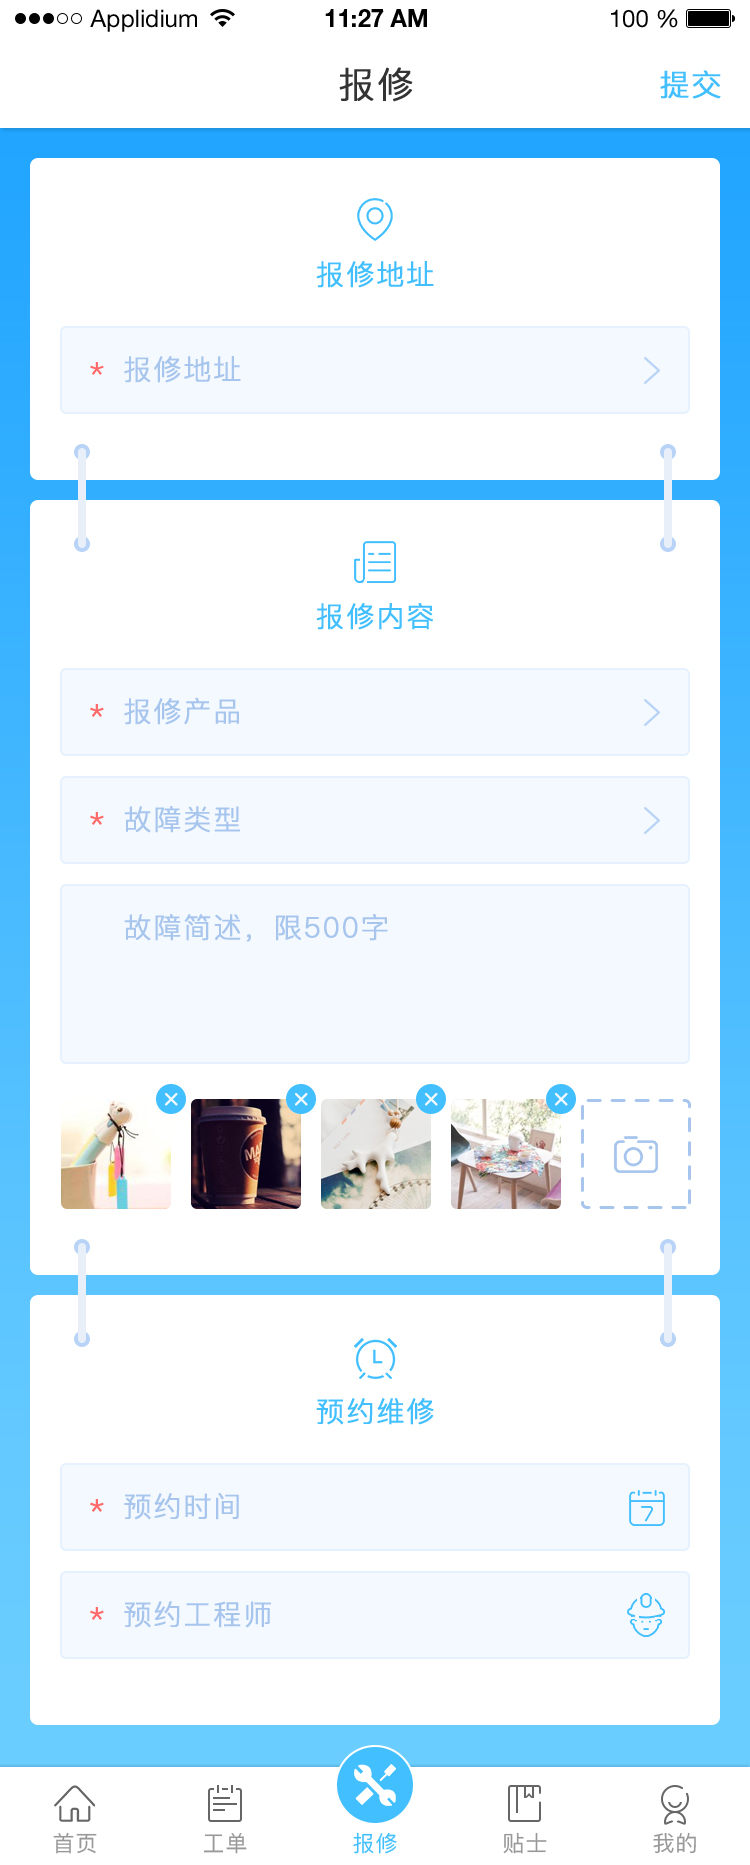 Applidium 11:27 AM 100 %
报修 提交
报修地址
* 报修地址
报修内容
* 报修产品
* 故障类型
故障简述，限500字
MA
预约维修
* 预约时间
7
* 预约工程师
首页 工单 报修 贴士 我的